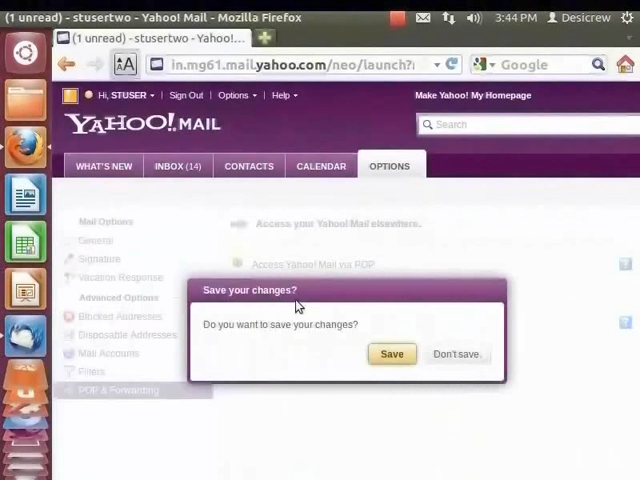 (1 unread) - stusertwo - Yahoo! Mail - Mozilla Firefox 3:44 PM Desicrew
(1 unread) - stusertwo - Yahoo!...
AA in.mg61.mail.yahoo.com/neo/launch? Google
Hi, STUSER Sign Out Options Help Make Yahoo! My Homepage
YAHOO! MAIL Search
WHAT'S NEW INBOX (14) CONTACTS CALENDAR OPTIONS
Mail Options Access your Yahoo! Mail elsewhere.
General
Signature Access Yahoo! Mail via POP ?
Vacation Response
Advanced Options
Blocked Addresses ?
Disposable Addresses
Mail Accounts
Filters
POP & Forwarding
Save your changes?
Do you want to save your changes?
Save Don't save.